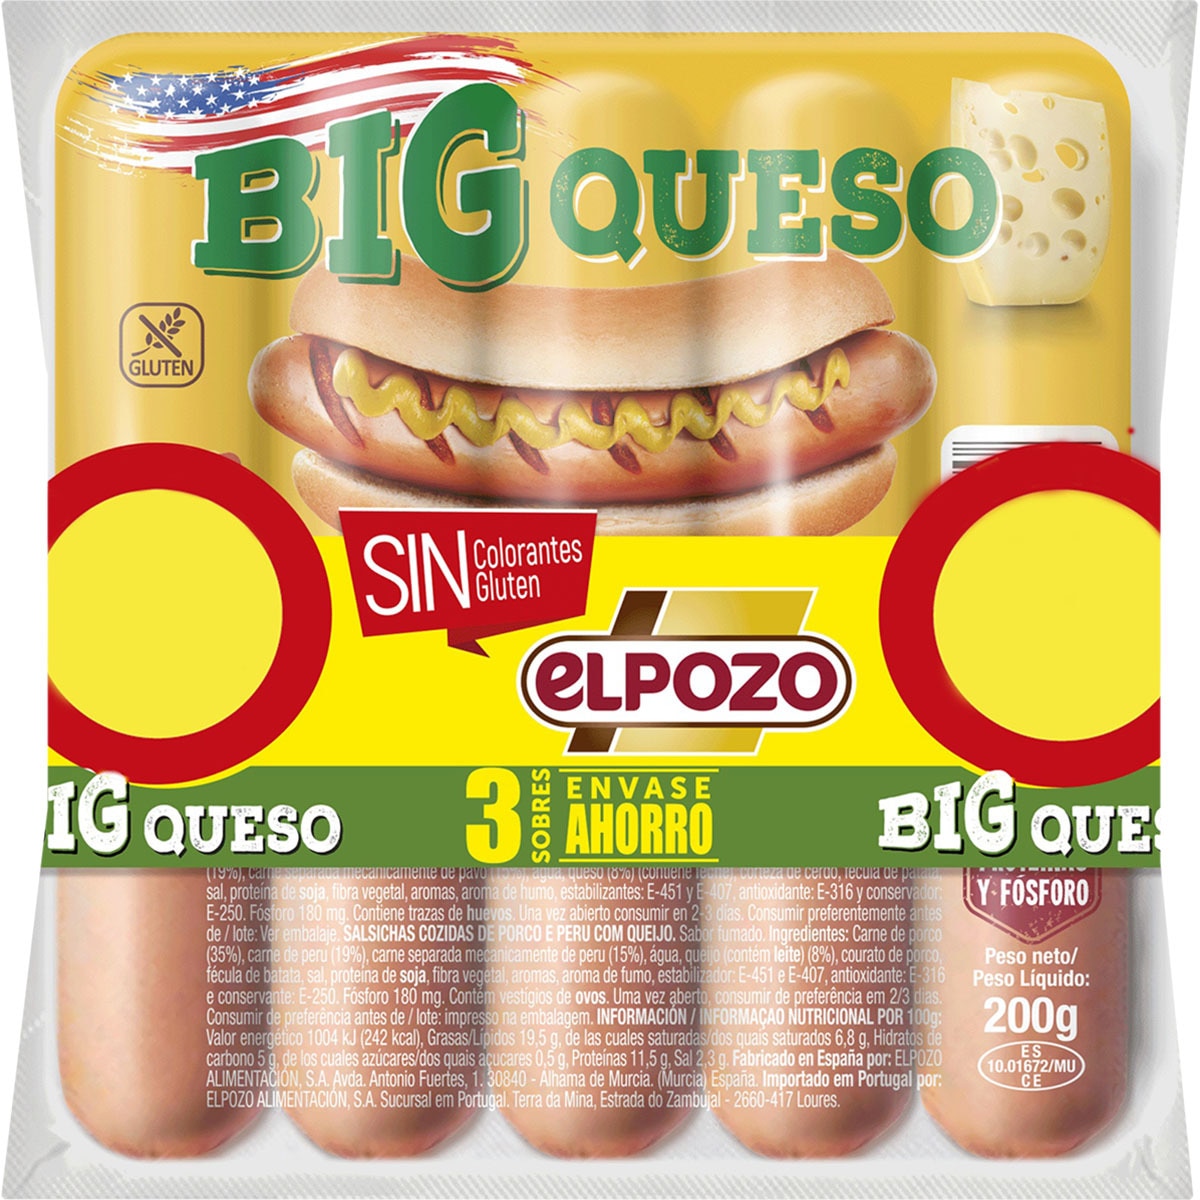 BIG QUESO
GLUTEN
SIN Colorantes
Gluten
ELPOZO
IG QUESO
3 SOBRES ENVASE
AHORRO
BIG QUES
(19%), carne separada mecánicamente de pavo (15%), agua, queso (8%) (contiene leche), corteza de cerdo, fécula de patata,
sal, proteína de soja, fibra vegetal, aromas, aroma de humo, estabilizantes: E-451 y E-407, antioxidante: E-316 y conservador:
E-250. Fósforo 180 mg. Contiene trazas de huevos. Una vez abierto consumir en 2-3 días. Consumir preferentemente antes
de / lote: Ver embalaje. SALSICHAS COZIDAS DE PORCO E PERU COM QUEIJO. Sabor fumado. Ingredientes: Carne de porco
(35%), carne de peru (19%), carne separada mecanicamente de peru (15%), água, queijo (contém leite) (8%), courato de porco,
fécula de batata, sal, proteína de soja, fibra vegetal, aromas, aroma de fumo, estabilizador: E-451 e E-407, antioxidante: E-316
e conservante: E-250. Fósforo 180 mg. Contém vestígios de ovos. Uma vez aberto, consumir de preferência em 2/3 dias.
Consumir de preferência antes de / lote: impresso na embalagem. INFORMACIÓN / INFORMAÇAO NUTRICIONAL POR 100g:
Valor energético 1004 kJ (242 kcal), Grasas/Lípidos 19,5 g, de las cuales saturadas/dos quais saturados 6,8 g, Hidratos de
carbono 5 g, de los cuales azúcares/dos quais açucares 0,5 g, Proteínas 11,5 g, Sal 2,3 g. Fabricado en España por: ELPOZO
ALIMENTACIÓN, S.A. Avda. Antonio Fuertes, 1. 30840 - Alhama de Murcia. (Murcia) España. Importado em Portugal por:
ELPOZO ALIMENTACIÓN, S.A. Sucursal em Portugal. Terra da Mina, Estrada do Zambujal - 2660-417 Loures.
PROTEÍNAS
Y FÓSFORO
Peso neto/
Peso Líquido:
200g
ES
10.01672/MU
CE